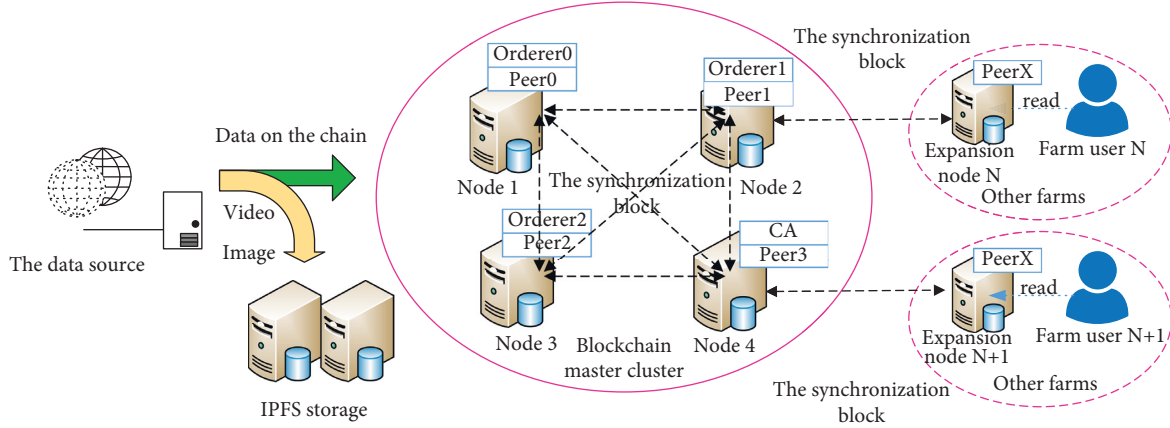 Data on the chain
Video
Image
The data source
IPFS storage
Orderer0
Peer0
Node 1
Orderer1
Peer1
Node 2
The synchronization
block
Orderer2
Peer2
Node 3
CA
Peer3
Node 4
Blockchain
master cluster
The synchronization
block
PeerX
read
Expansion
node N
Farm user N
Other farms
PeerX
read
Expansion
node N+1
Farm user N+1
Other farms
The synchronization
block